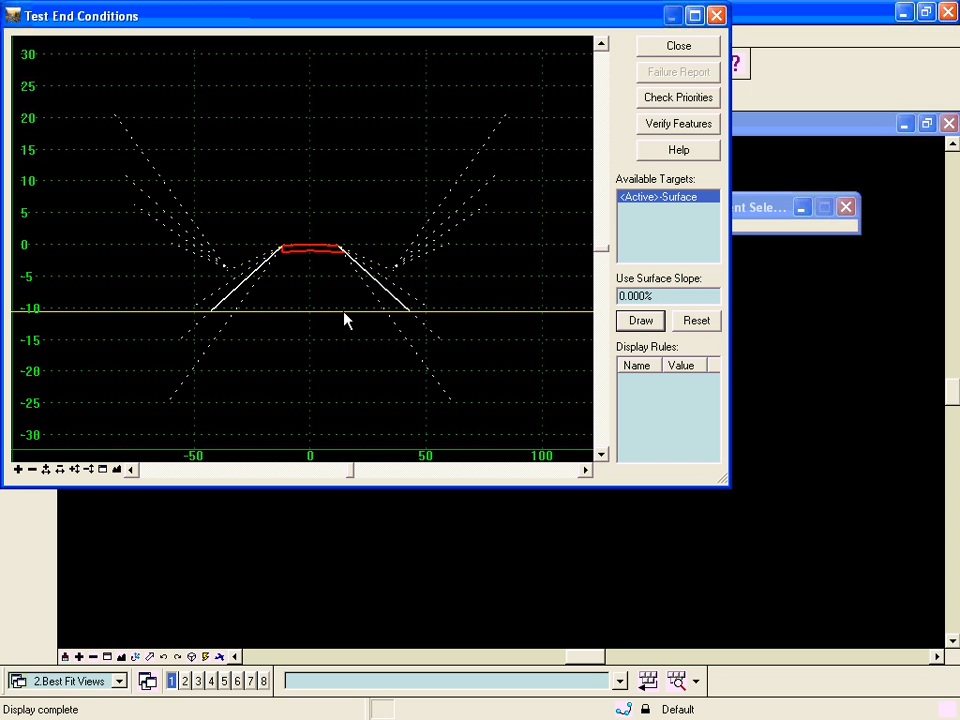 Test End Conditions
30
25
20
15
10
5
0
-5
-10
-15
-20
-25
-30
-50
0
50
100
Close
Failure Report
Check Priorities
Verify Features
Help
Available Targets:
<Active>-Surface
Use Surface Slope:
0.000%
Draw
Reset
Display Rules:
Name
Value
?
nt Sele...
2.Best Fit Views
1 2 3 4 5 6 7 8
Display complete
Default